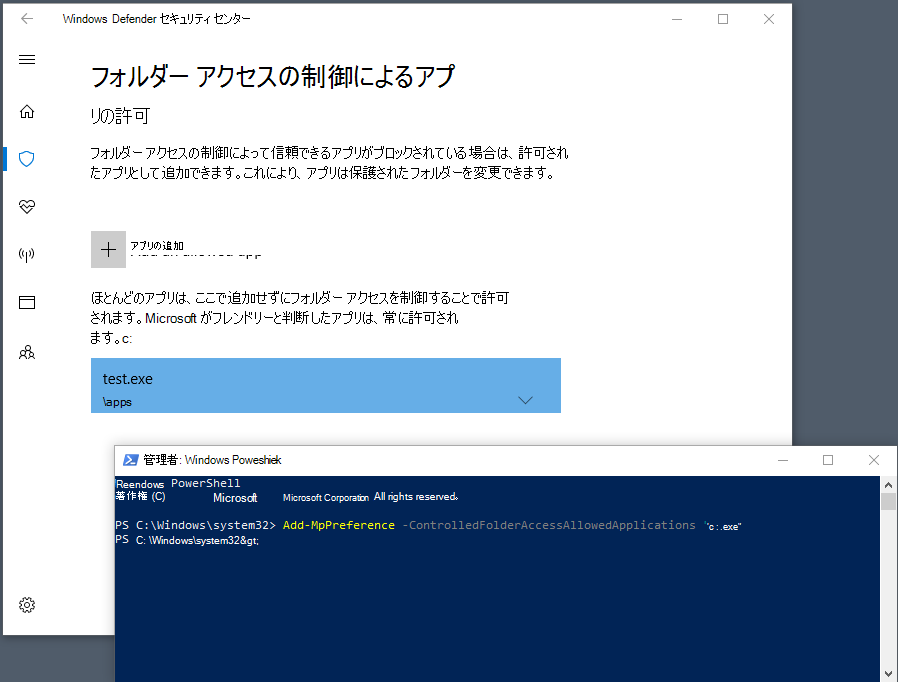 Windows Defender セキュリティ センター
フォルダー アクセスの制御によるアプ
リの許可
フォルダー アクセスの制御によって信頼できるアプリがブロックされている場合は、許可され
たアプリとして追加できます。これにより、アプリは保護されたフォルダーを変更できます。
アプリの追加
Add an allowed app
ほとんどのアプリは、ここで追加せずにフォルダー アクセスを制御することで許可
されます。Microsoft がフレンドリーと判断したアプリは、常に許可され
ます。c:
test.exe
\apps
管理者: Windows Poweshiek
Reendows PowerShell
著作権 (C) Microsoft Microsoft Corporation All rights reserved。
PS C:\Windows\system32> Add-MpPreference -ControlledFolderAccessAllowedApplications "c:.exe"
PS C: \Windows\system32&gt;